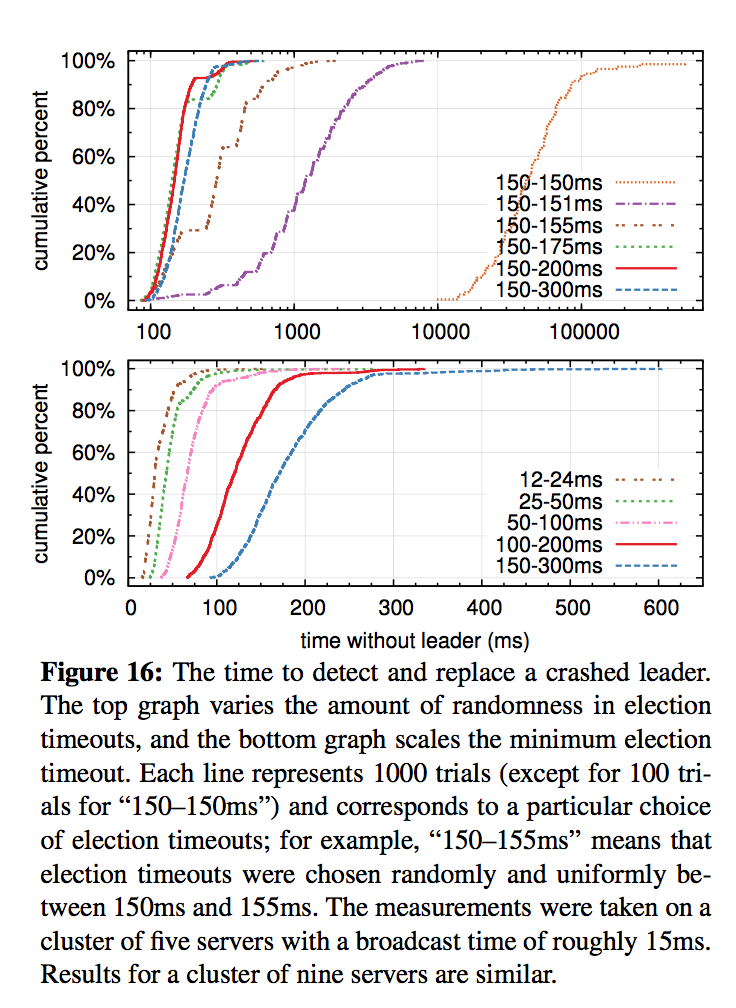 100%
80%
60%
40%
20%
0%
cumulative percent
150-150ms
150-151ms
150-155ms
150-175ms
150-200ms
150-300ms
100 1000 10000 100000
100%
80%
60%
40%
20%
0%
cumulative percent
12-24ms
25-50ms
50-100ms
100-200ms
150-300ms
0 100 200 300 400 500 600
time without leader (ms)
Figure 16: The time to detect and replace a crashed leader.
The top graph varies the amount of randomness in election
timeouts, and the bottom graph scales the minimum election
timeout. Each line represents 1000 trials (except for 100 tri-
als for “150–150ms”) and corresponds to a particular choice
of election timeouts; for example, “150–155ms” means that
election timeouts were chosen randomly and uniformly be-
tween 150ms and 155ms. The measurements were taken on a
cluster of five servers with a broadcast time of roughly 15ms.
Results for a cluster of nine servers are similar.